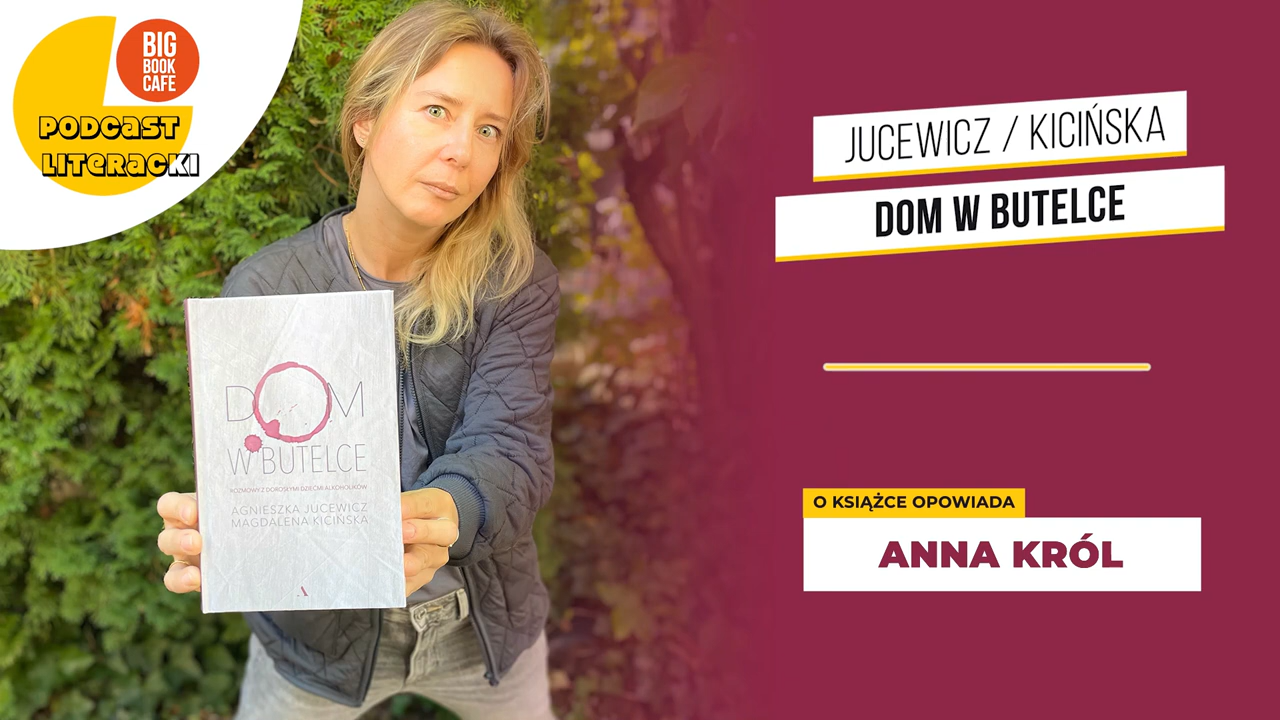 BIG
BOOK
CAFE
PODCAST
LITERACKI
JUCEWICZ / KICIŃSKA
DOM W BUTELCE
DOM
W BUTELCE
ROZMOWY Z DOROSŁYMI DZIEĆMI ALKOHOLIKÓW
AGNIESZKA JUCEWICZ
MAGDALENA KICIŃSKA
O KSIĄŻCE OPOWIADA
ANNA KRÓL